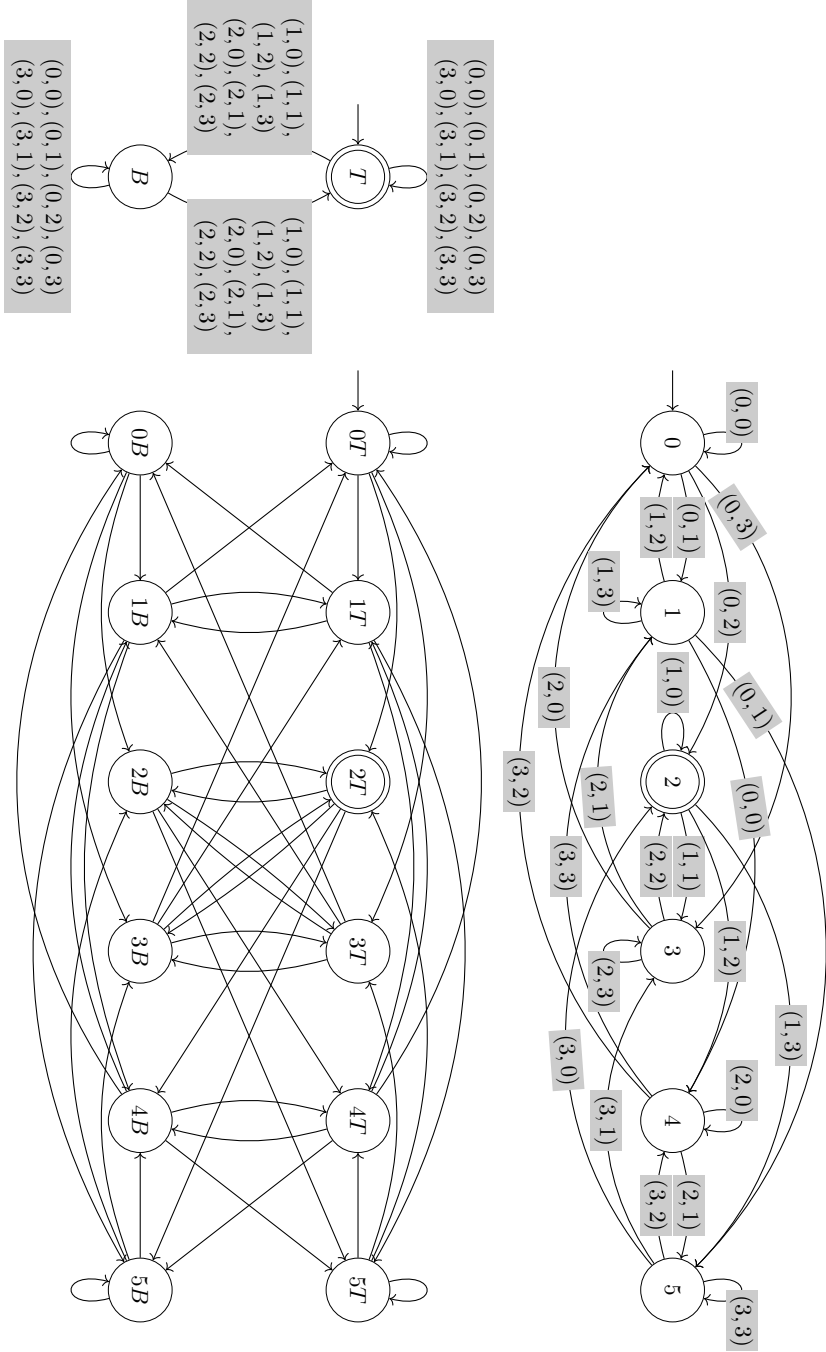 (1, 3)
(0, 0)
(0, 3)
(0, 2)
(0, 1)
(0, 0)
(1, 2)
(2, 0)
(3, 3)
(0, 1)
(1, 1)
(2, 1)
0
1
(1, 0)
2
3
4
5
(1, 2)
(2, 2)
(3, 2)
(1, 3)
(2, 1)
(2, 3)
(3, 1)
(2, 0)
(3, 3)
(3, 0)
(3, 2)
(0, 0), (0, 1), (0, 2), (0, 3)
(3, 0), (3, 1), (3, 2), (3, 3)
T
(1, 0), (1, 1),
(1, 2), (1, 3)
(2, 0), (2, 1),
(2, 2), (2, 3)
(1, 0), (1, 1),
(1, 2), (1, 3)
(2, 0), (2, 1),
(2, 2), (2, 3)
B
(0, 0), (0, 1), (0, 2), (0, 3)
(3, 0), (3, 1), (3, 2), (3, 3)
0T
1T
2T
3T
4T
5T
0B
1B
2B
3B
4B
5B